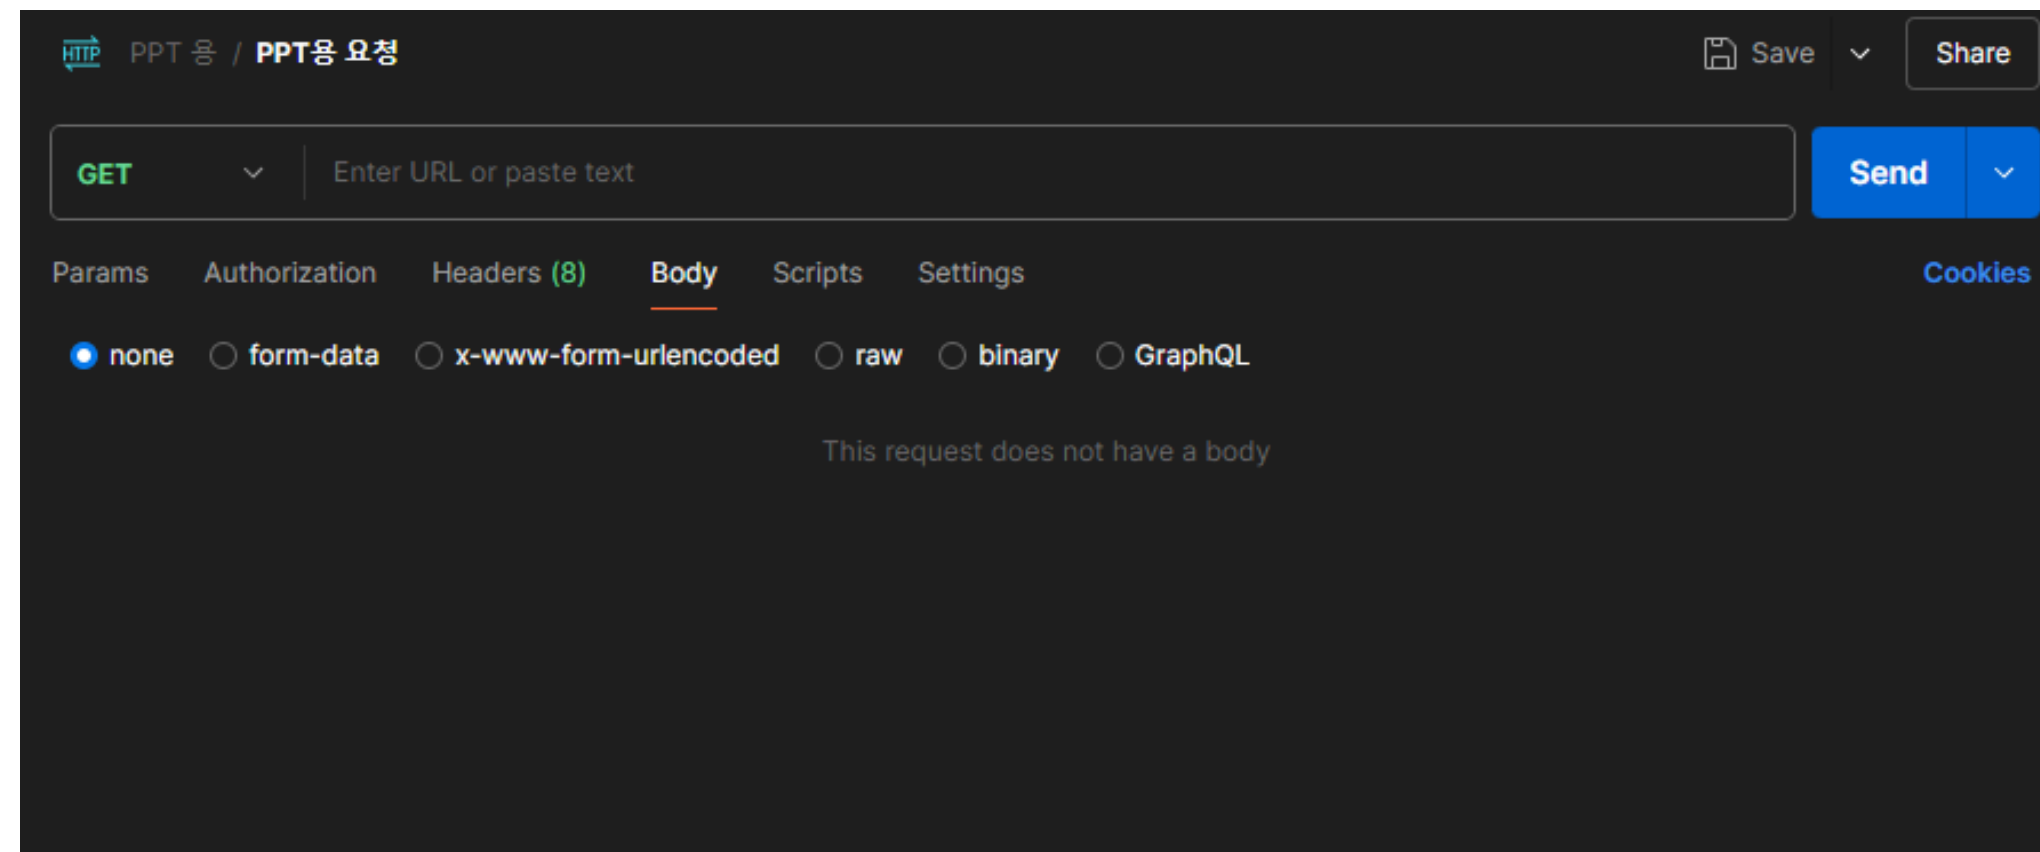 HTTP PPT 용 / PPT용 요청 Save Share
GET Enter URL or paste text Send
Params Authorization Headers (8) Body Scripts Settings Cookies
none form-data x-www-form-urlencoded raw binary GraphQL
This request does not have a body